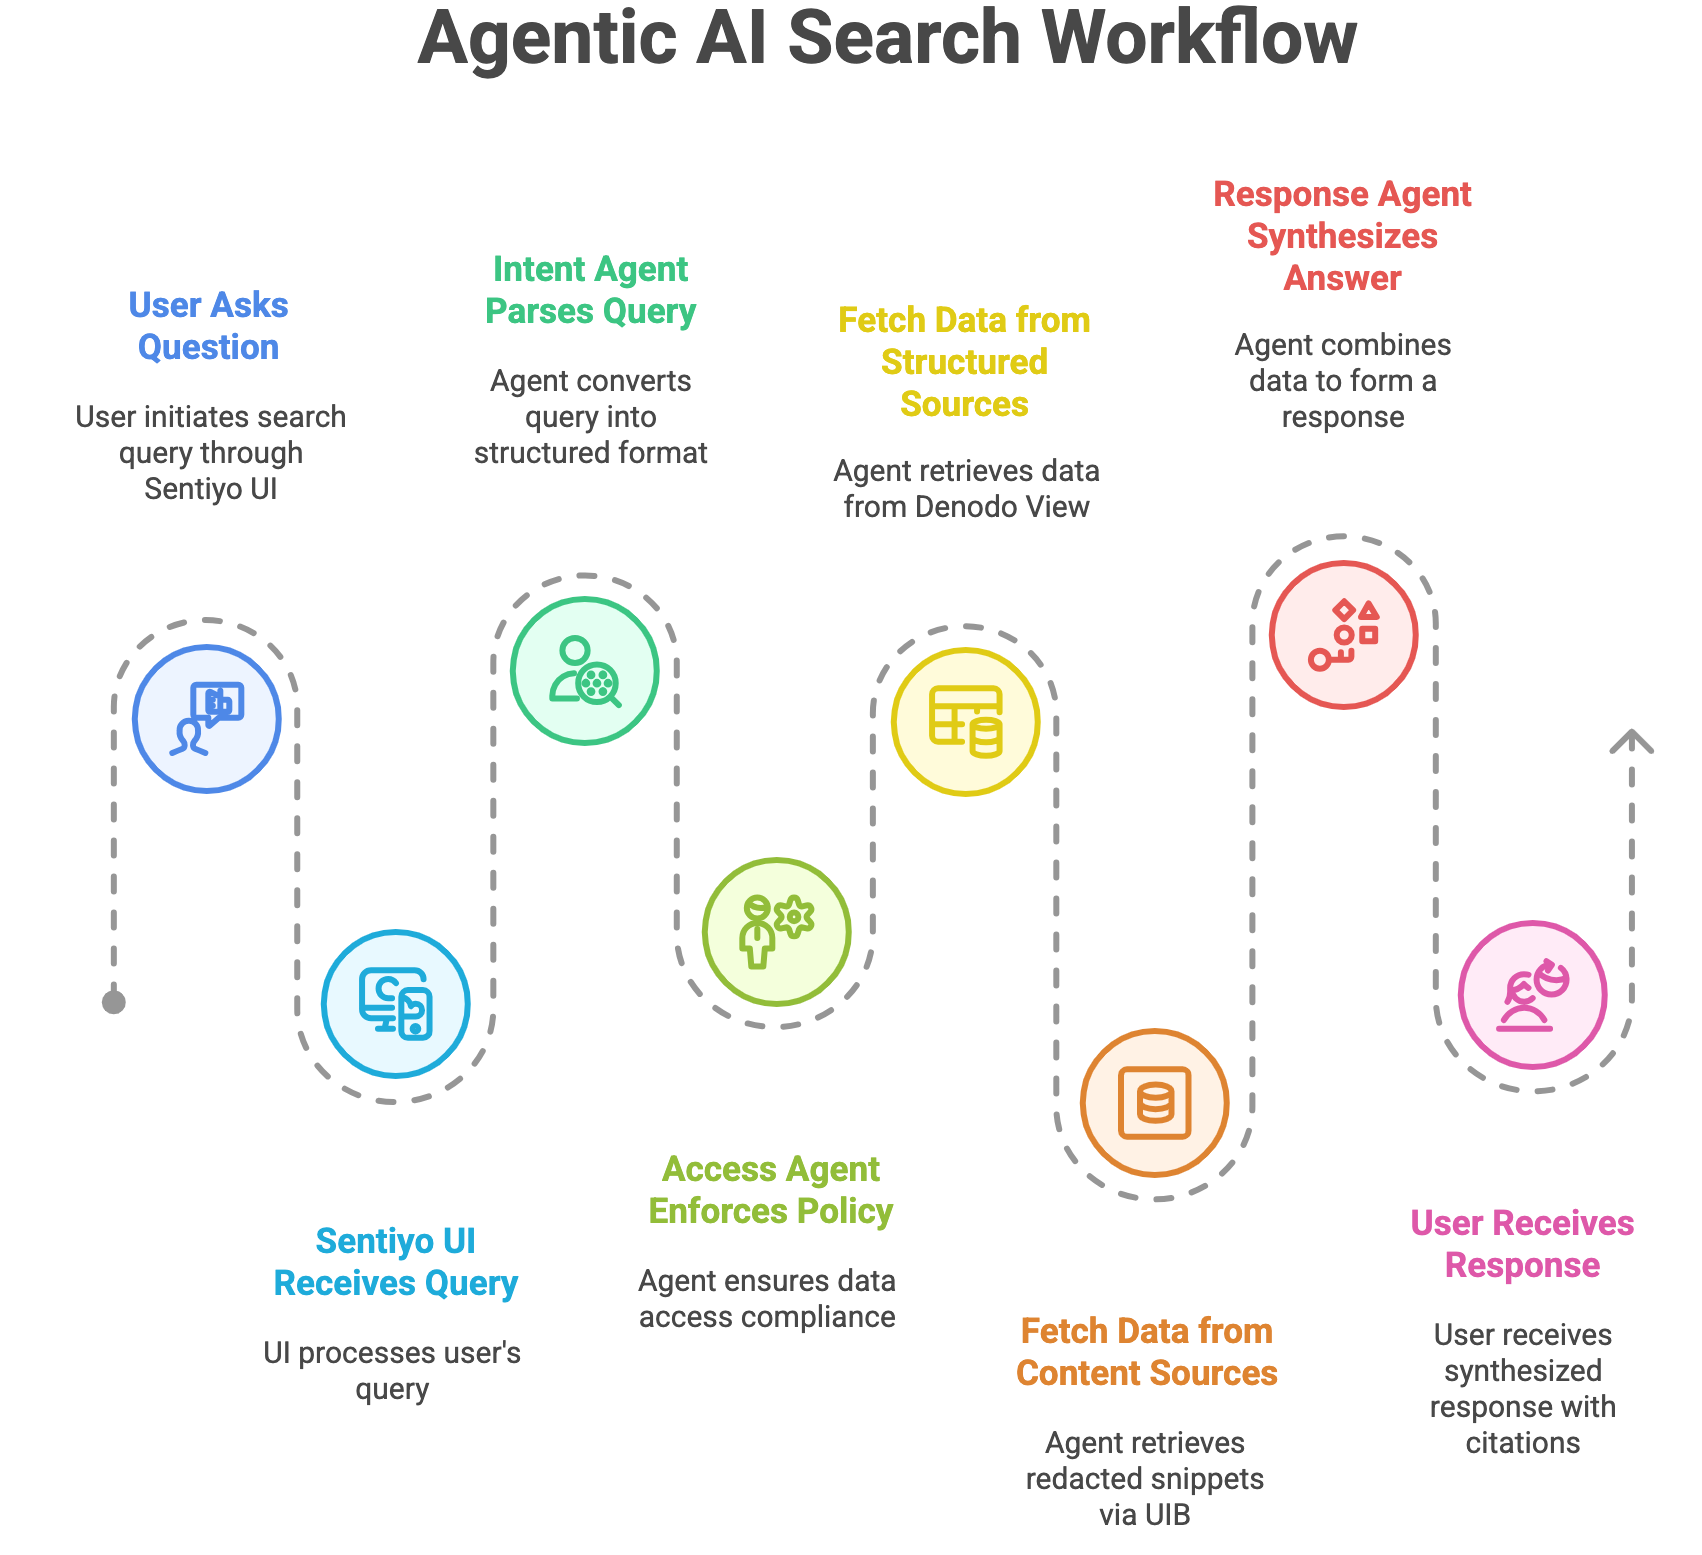 Agentic AI Search Workflow
User Asks
Question
User initiates search
query through
Sentiyo UI
Sentiyo UI
Receives Query
UI processes user's
query
Intent Agent
Parses Query
Agent converts
query into
structured format
Access Agent
Enforces Policy
Agent ensures data
access compliance
Fetch Data from
Structured
Sources
Agent retrieves data
from Denodo View
Fetch Data from
Content Sources
Agent retrieves
redacted snippets
via UIB
Response Agent
Synthesizes
Answer
Agent combines
data to form a
response
User Receives
Response
User receives
synthesized
response with
citations